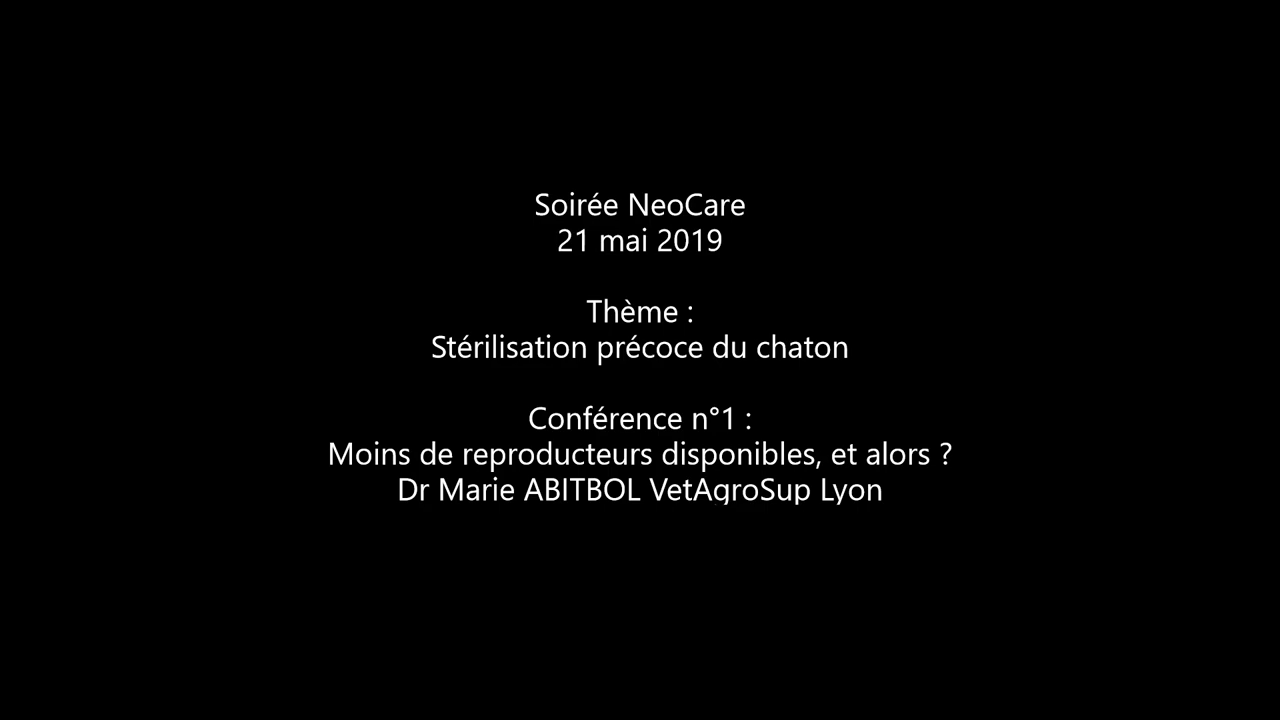 Soirée NeoCare
21 mai 2019
Thème :
Stérilisation précoce du chaton
Conférence n°1 :
Moins de reproducteurs disponibles, et alors ?
Dr Marie ABITBOL VetAgroSup Lyon